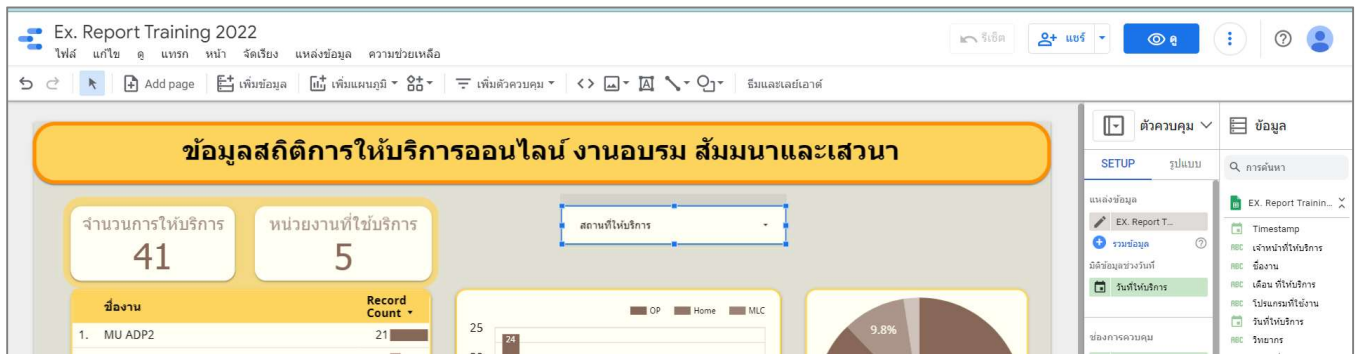 Ex. Report Training 2022
ไฟล์ แก้ไข ดู แทรก หน้า จัดเรียง แหล่งข้อมูล ความช่วยเหลือ
รีเซ็ต แชร์ ดู
Add page เพิ่มข้อมูล เพิ่มแผนภูมิ เพิ่มตัวควบคุม ธีมและเลย์เอาต์
ข้อมูลสถิติการให้บริการออนไลน์ งานอบรม สัมมนาและเสวนา
จำนวนการให้บริการ
41
หน่วยงานที่ใช้บริการ
5
สถานที่ให้บริการ
ชื่องาน Record Count
1. MU ADP2 21
OP Home MLC
25
24
9.8%
ตัวควบคุม
SETUP รูปแบบ
แหล่งข้อมูล
EX. Report T...
รวมข้อมูล
มิติข้อมูลช่วงวันที่
วันที่ให้บริการ
ช่องการควบคุม
ข้อมูล
การค้นหา
EX. Report Trainin...
Timestamp
ABC เจ้าหน้าที่ให้บริการ
ABC ชื่องาน
ABC เดือน ที่ให้บริการ
ABC โปรแกรมที่ใช้งาน
วันที่ให้บริการ
ABC วิทยากร